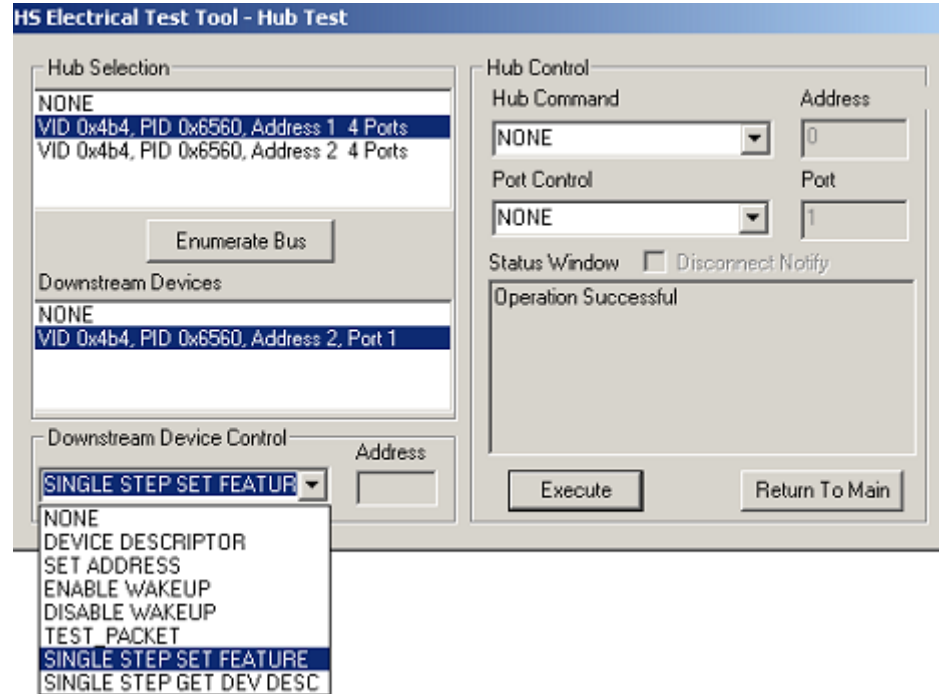 HS Electrical Test Tool - Hub Test
Hub Selection
NONE
VID 0x4b4, PID 0x6560, Address 1 4 Ports
VID 0x4b4, PID 0x6560, Address 2 4 Ports
Enumerate Bus
Downstream Devices
NONE
VID 0x4b4, PID 0x6560, Address 2, Port 1
Downstream Device Control
Address
SINGLE STEP SET FEATUR
NONE
DEVICE DESCRIPTOR
SET ADDRESS
ENABLE WAKEUP
DISABLE WAKEUP
TEST_PACKET
SINGLE STEP SET FEATURE
SINGLE STEP GET DEV DESC
Hub Control
Hub Command Address
NONE 0
Port Control Port
NONE 1
Status Window Disconnect Notify
Operation Successful
Execute Return To Main